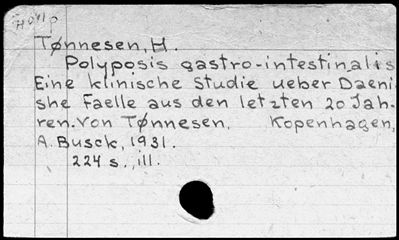 Tønnesen, H.
Polyposis gastro-intestinalis
Eine klinische Studie ueber Daeni-
she Faelle aus den letzten 20 Jah-
ren. Von Tønnesen. Kopenhagen,
A. Busck, 1931.
224 s., ill.